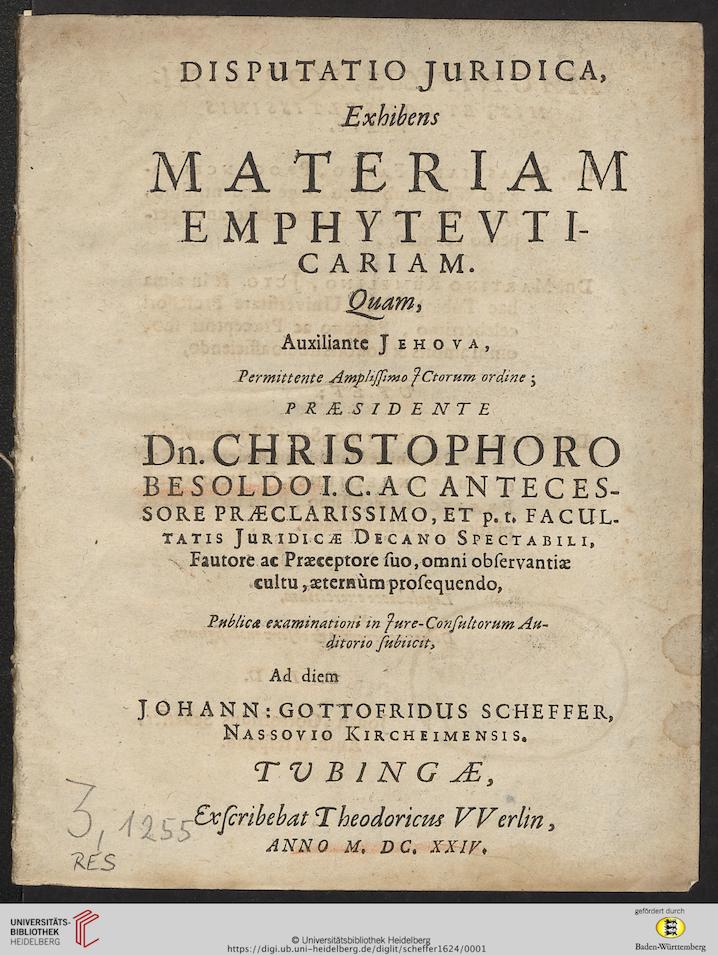 DISPUTATIO JURIDICA,
Exhibens
MATERIAM
EMPHYTEVTI-
CARIAM.
Quam,
Auxiliante JEHOVA,
Permittente Ampliſſimo JCtorum ordine;
PRÆSIDENTE
Dn. CHRISTOPHORO
BESOLDO I.C. AC ANTECES-
SORE PRÆCLARISSIMO, ET p. t. FACUL-
TATIS JURIDICÆ DECANO SPECTABILI,
Fautore ac Præceptore ſuo, omni obſervantiæ
cultu, æternùm proſequendo,
Publicæ examinationi in Jure-Conſultorum Au-
ditorio ſubiicit,
Ad diem
JOHANN: GOTTOFRIDUS SCHEFFER,
NASSOVIO KIRCHEIMENSIS.
TVBINGÆ,
Exſcribebat Theodoricus VVerlin,
ANNO M. DC. XXIV.
3, 1255
RES
UNIVERSITÄTS-
BIBLIOTHEK
HEIDELBERG
© Universitätsbibliothek Heidelberg
https://digi.ub.uni-heidelberg.de/diglit/scheffer1624/0001
gefördert durch
Baden-Württemberg